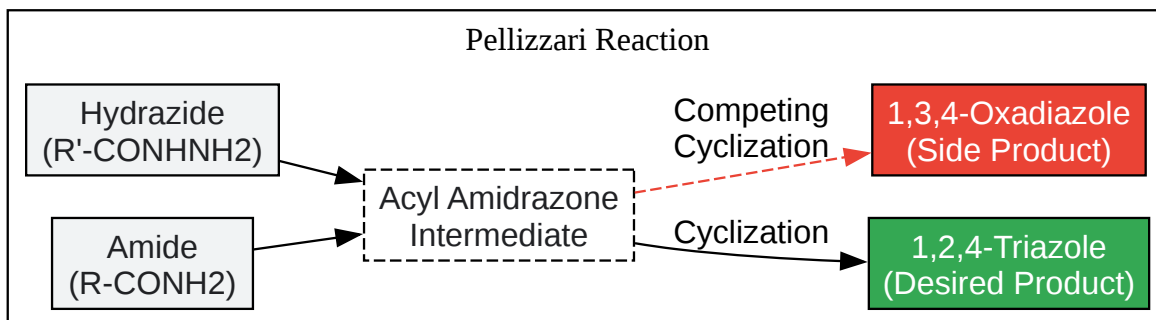 Pellizzari Reaction
Hydrazide
(R'-CONHNH2)
Amide
(R-CONH2)
Acyl Amidrazone
Intermediate
Competing
Cyclization
Cyclization
1,3,4-Oxadiazole
(Side Product)
1,2,4-Triazole
(Desired Product)